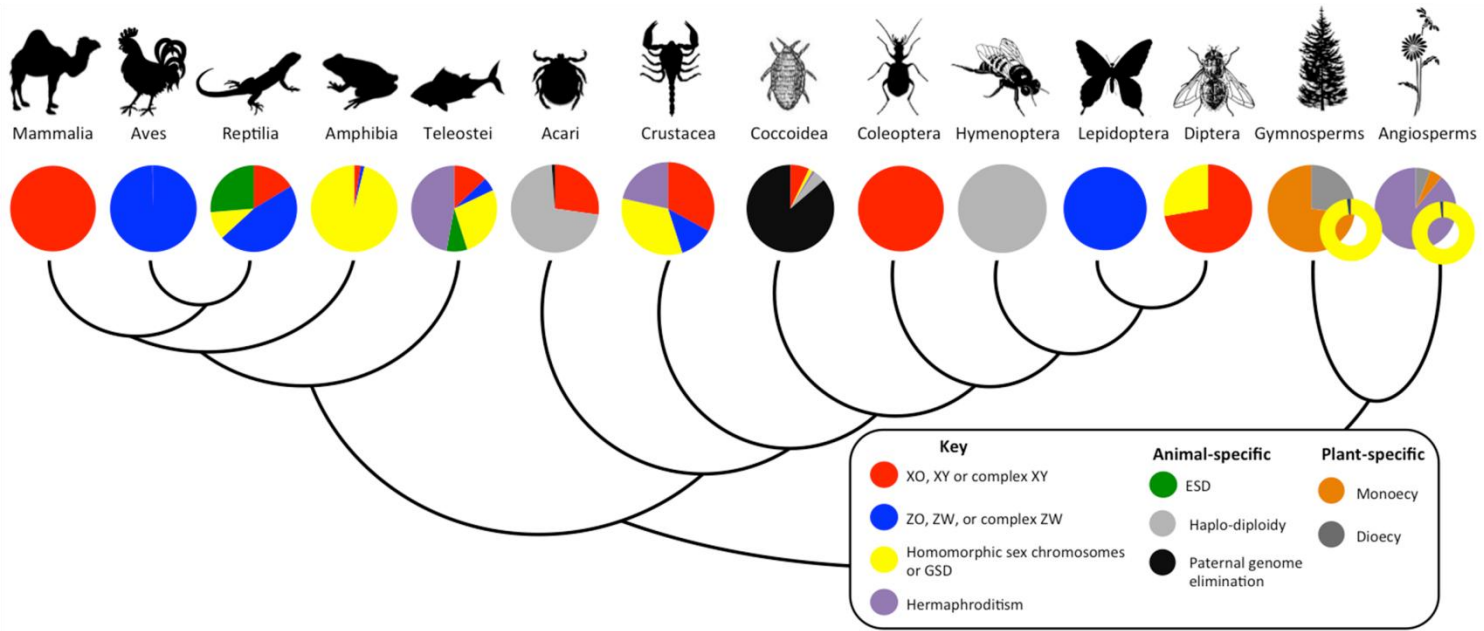 Mammalia Aves Reptilia Amphibia Teleostei Acari Crustacea Coccoidea Coleoptera Hymenoptera Lepidoptera Diptera Gymnosperms Angiosperms
Key
XO, XY or complex XY
ZO, ZW, or complex ZW
Homomorphic sex chromosomes
or GSD
Hermaphroditism
Animal-specific
ESD
Haplo-diploidy
Paternal genome
elimination
Plant-specific
Monoecy
Dioecy